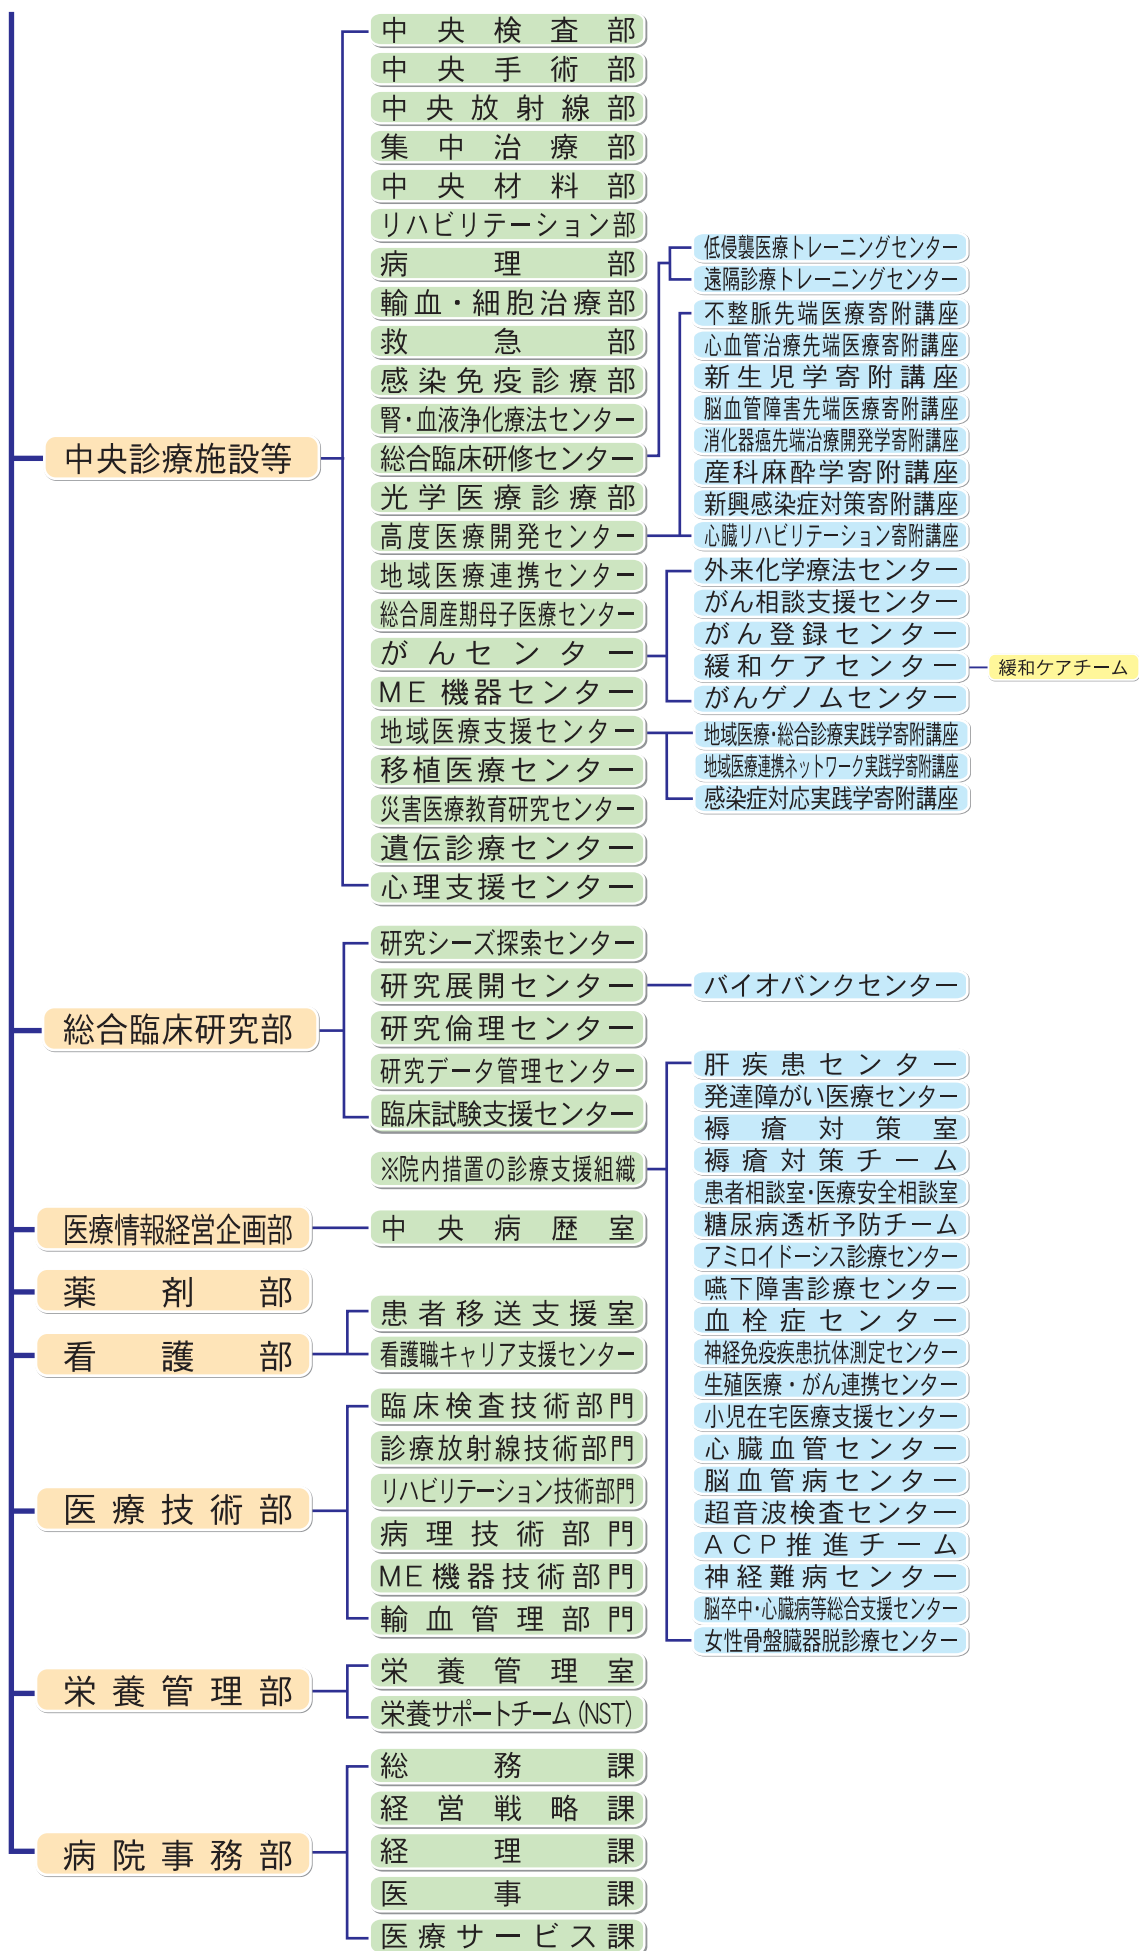 中央診療施設等
中央検査部
中央手術部
中央放射線部
集中治療部
中央材料部
リハビリテーション部
病理部
輸血・細胞治療部
救急部
感染免疫診療部
腎・血液浄化療法センター
総合臨床研修センター
低侵襲医療トレーニングセンター
遠隔診療トレーニングセンター
光学医療診療部
高度医療開発センター
不整脈先端医療寄附講座
心血管治療先端医療寄附講座
新生児学寄附講座
脳血管障害先端医療寄附講座
消化器癌先端治療開発学寄附講座
産科麻酔学寄附講座
新興感染症対策寄附講座
心臓リハビリテーション寄附講座
地域医療連携センター
総合周産期母子医療センター
がんセンター
外来化学療法センター
がん相談支援センター
がん登録センター
緩和ケアセンター
緩和ケアチーム
がんゲノムセンター
ME機器センター
地域医療支援センター
地域医療・総合診療実践学寄附講座
地域医療連携ネットワーク実践学寄附講座
感染症対応実践学寄附講座
移植医療センター
災害医療教育研究センター
遺伝診療センター
心理支援センター
総合臨床研究部
研究シーズ探索センター
研究展開センター
バイオバンクセンター
研究倫理センター
研究データ管理センター
臨床試験支援センター
※院内措置の診療支援組織
肝疾患センター
発達障がい医療センター
褥瘡対策室
褥瘡対策チーム
患者相談室・医療安全相談室
糖尿病透析予防チーム
アミロイドーシス診療センター
嚥下障害診療センター
血栓症センター
神経免疫疾患抗体測定センター
生殖医療・がん連携センター
小児在宅医療支援センター
心臓血管センター
脳血管病センター
超音波検査センター
ACP推進チーム
神経難病センター
脳卒中・心臓病等総合支援センター
女性骨盤臓器脱診療センター
医療情報経営企画部
中央病歴室
薬剤部
看護部
患者移送支援室
看護職キャリア支援センター
医療技術部
臨床検査技術部門
診療放射線技術部門
リハビリテーション技術部門
病理技術部門
ME機器技術部門
輸血管理部門
栄養管理部
栄養管理室
栄養サポートチーム(NST)
病院事務部
総務課
経営戦略課
経理課
医事課
医療サービス課